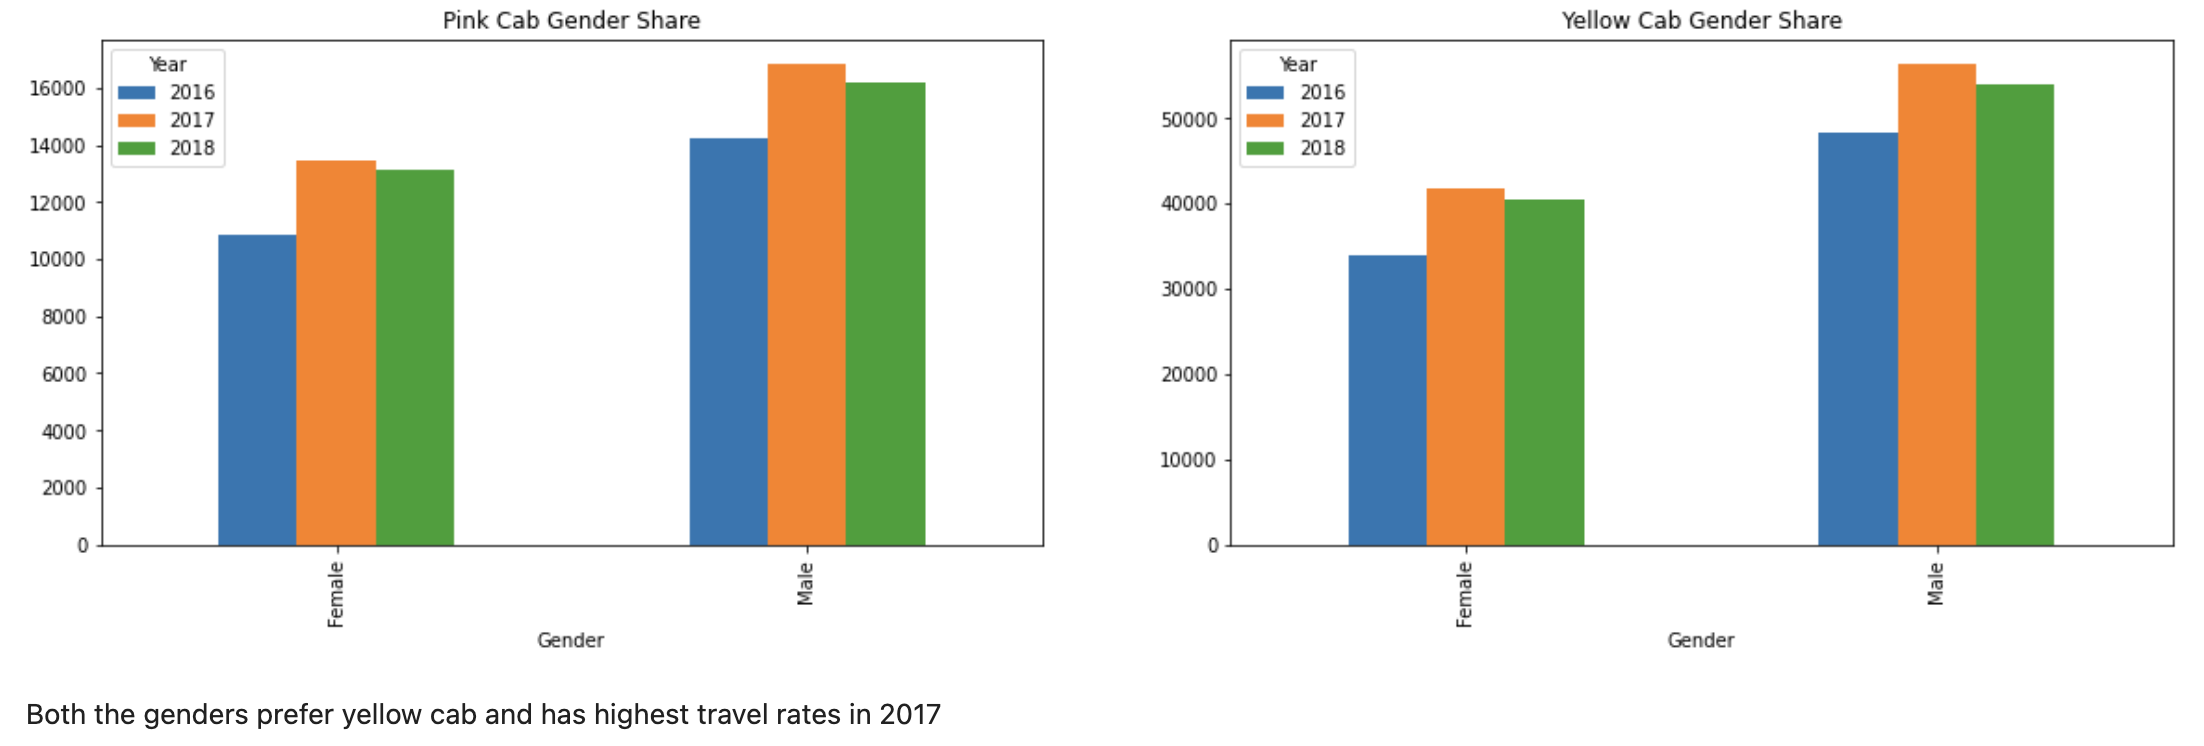 Pink Cab Gender Share
Year
2016
2017
2018
16000
14000
12000
10000
8000
6000
4000
2000
0
Female
Male
Gender
Yellow Cab Gender Share
Year
2016
2017
2018
50000
40000
30000
20000
10000
0
Female
Male
Gender
Both the genders prefer yellow cab and has highest travel rates in 2017